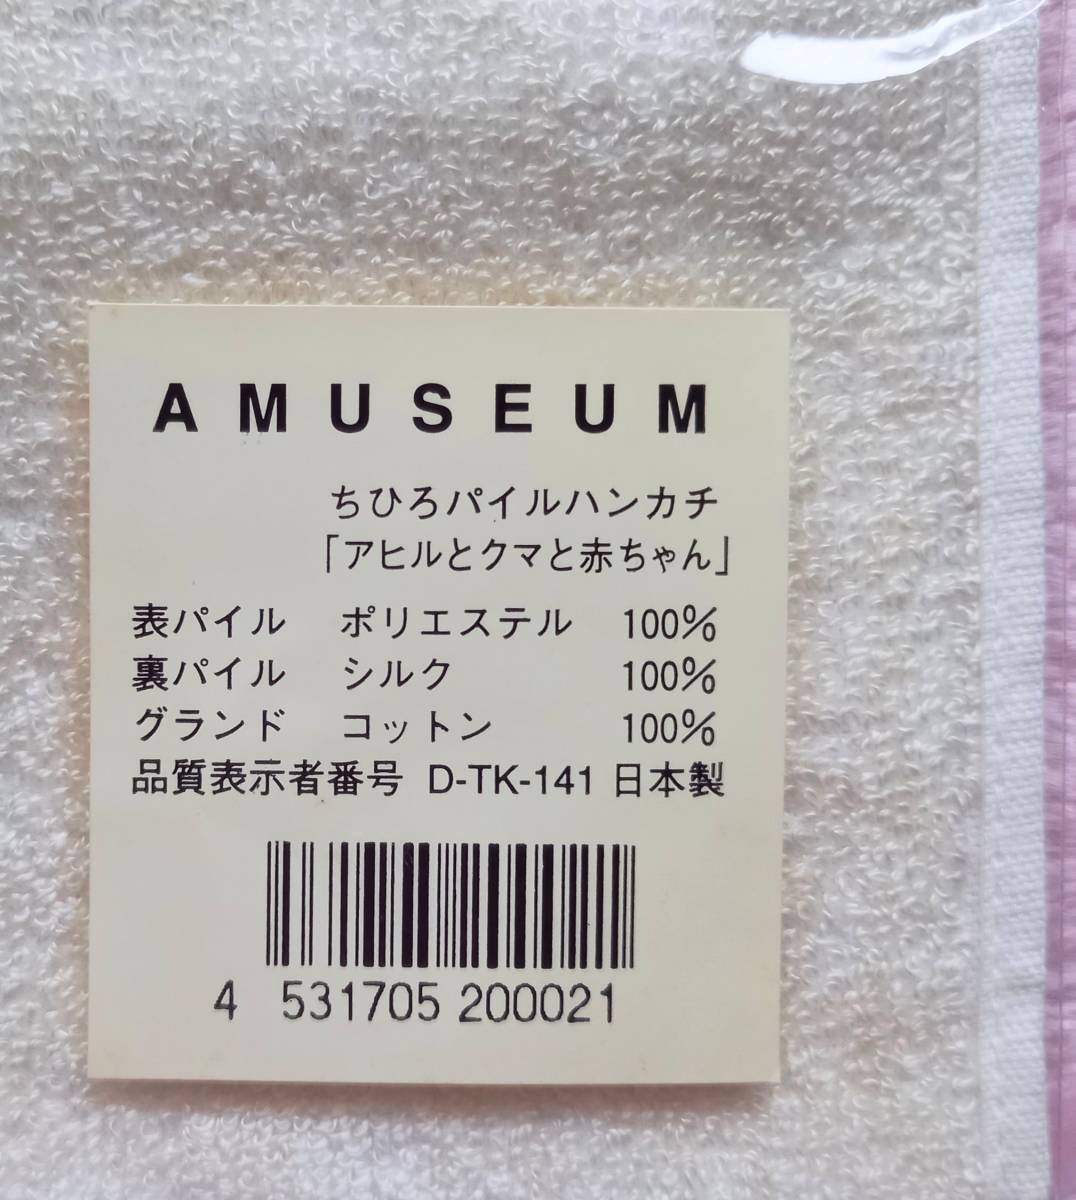 AMUSEUM
ちひろパイルハンカチ
「アヒルとクマと赤ちゃん」
表パイル ポリエステル 100%
裏パイル シルク 100%
グランド コットン 100%
品質表示者番号 D-TK-141 日本製
4 531705 200021